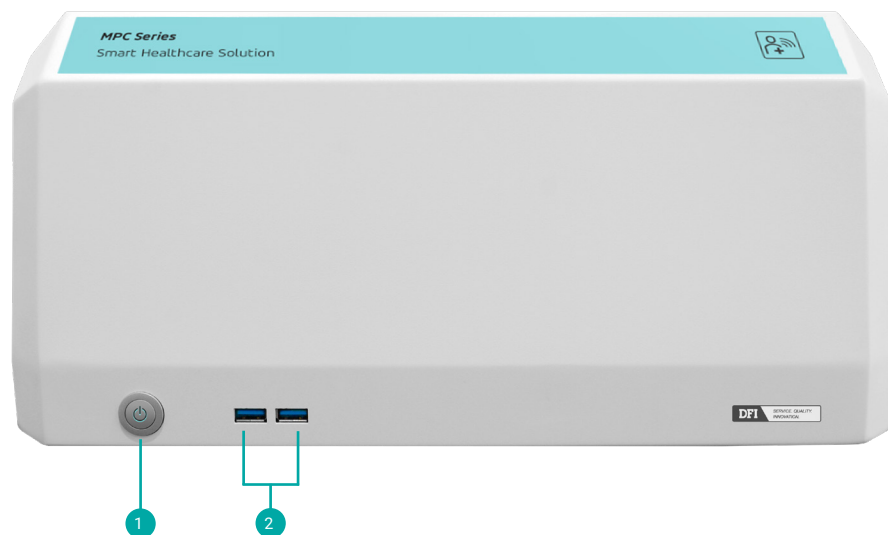 MPC Series
Smart Healthcare Solution
DFI
SERVICE QUALITY
INNOVATION
1
2